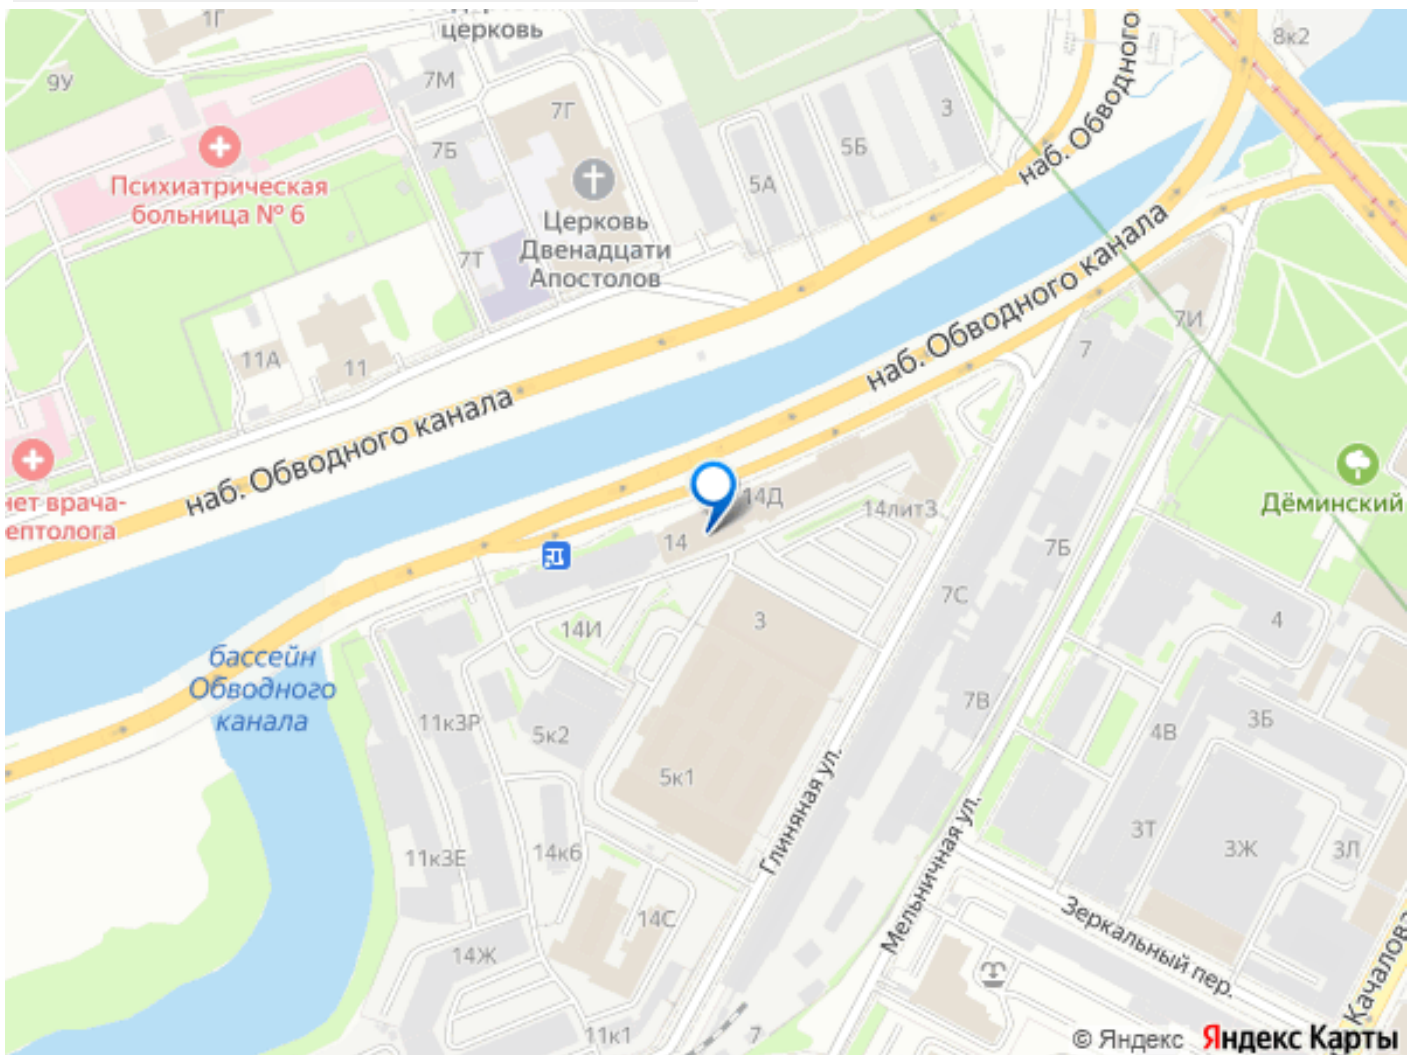 1Г
церковь
8к2
9У
7М
7Г
3
7Б
5Б
наб. Обводного
Психиатрическая
больница № 6
5А
Церковь
Двенадцати
Апостолов
7Т
наб. Обводного канала
7И
11А
11
7
наб. Обводного канала
нет врача-
ептолога
14Д
14лит3
Дёминский
14
7Б
7С
3
4
14И
бассейн
Обводного
канала
11к3Р
5к2
7В
3Б
4В
5к1
Глиняная ул.
Мельничная ул.
3Т
3Ж
3Л
11к3Е
14к6
14С
Зеркальный пер.
Качалова
14Ж
11к1
7
© Яндекс Яндекс Карты